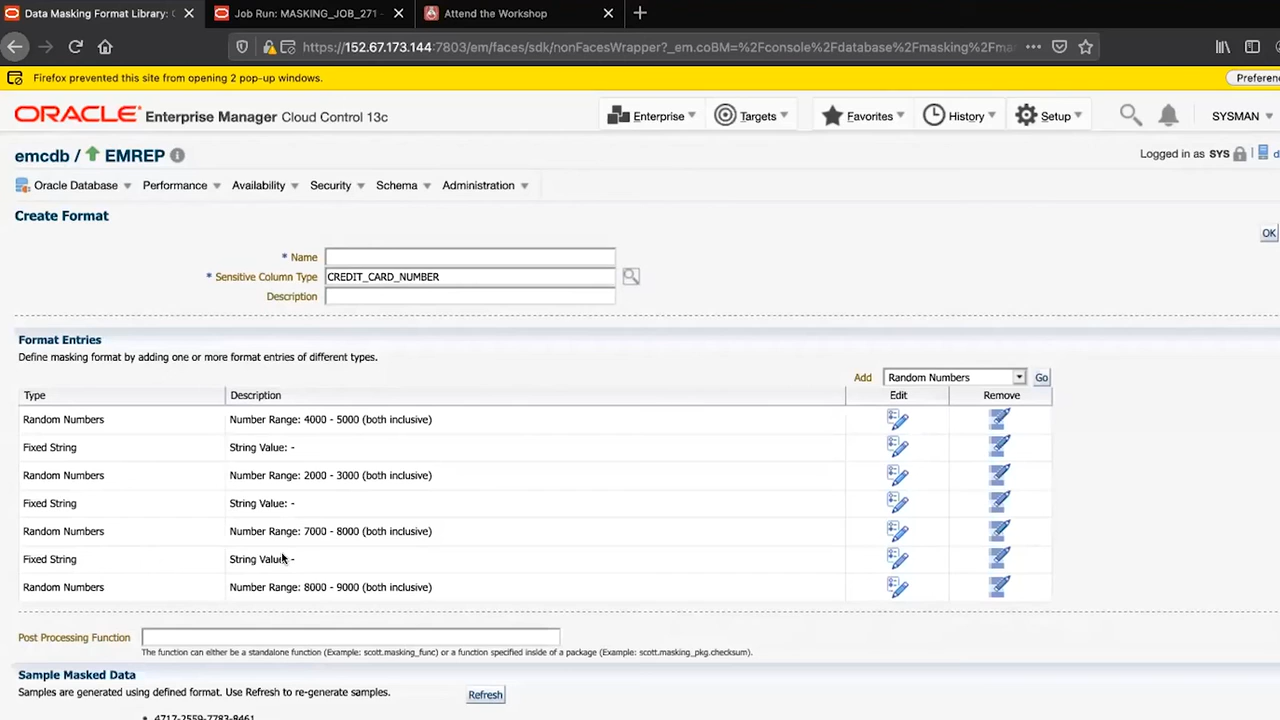 Data Masking Format Library: C
Job Run: MASKING_JOB_271 -
Attend the Workshop
https://152.67.173.144:7803/em/faces/sdk/nonFacesWrapper?_em.coBM=%2Fconsole%2Fdatabase%2Fmasking%2Fma
Firefox prevented this site from opening 2 pop-up windows.
Preferen
ORACLE Enterprise Manager Cloud Control 13c
Enterprise Targets Favorites History Setup SYSMAN
emcdb / EMREP
Logged in as SYS
Oracle Database Performance Availability Security Schema Administration
Create Format
OK
* Name
* Sensitive Column Type CREDIT_CARD_NUMBER
Description
Format Entries
Define masking format by adding one or more format entries of different types.
Add Random Numbers Go
Type Description Edit Remove
Random Numbers Number Range: 4000 - 5000 (both inclusive)
Fixed String String Value: -
Random Numbers Number Range: 2000 - 3000 (both inclusive)
Fixed String String Value: -
Random Numbers Number Range: 7000 - 8000 (both inclusive)
Fixed String String Value: -
Random Numbers Number Range: 8000 - 9000 (both inclusive)
Post Processing Function
The function can either be a standalone function (Example: scott.masking_func) or a function specified inside of a package (Example: scott.masking_pkg.checksum).
Sample Masked Data
Samples are generated using defined format. Use Refresh to re-generate samples.
Refresh
• 4717-2559-7783-8461